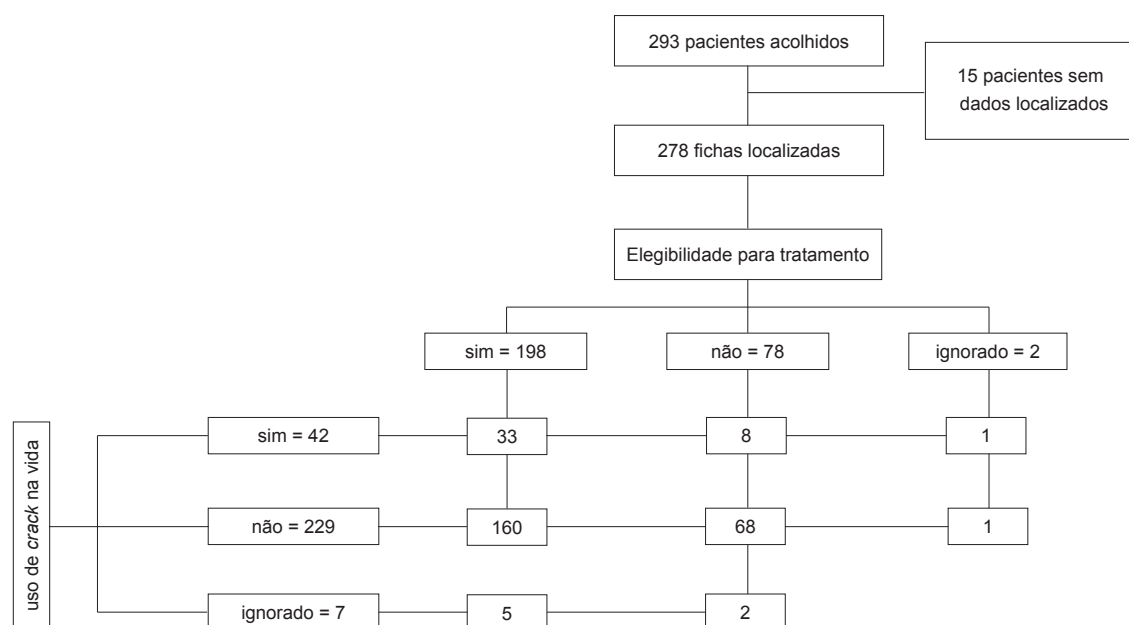 293 pacientes acolhidos
15 pacientes sem
dados localizados
278 fichas localizadas
Elegibilidade para tratamento
sim = 198
não = 78
ignorado = 2
uso de crack na vida
sim = 42
33
8
1
não = 229
160
68
1
ignorado = 7
5
2